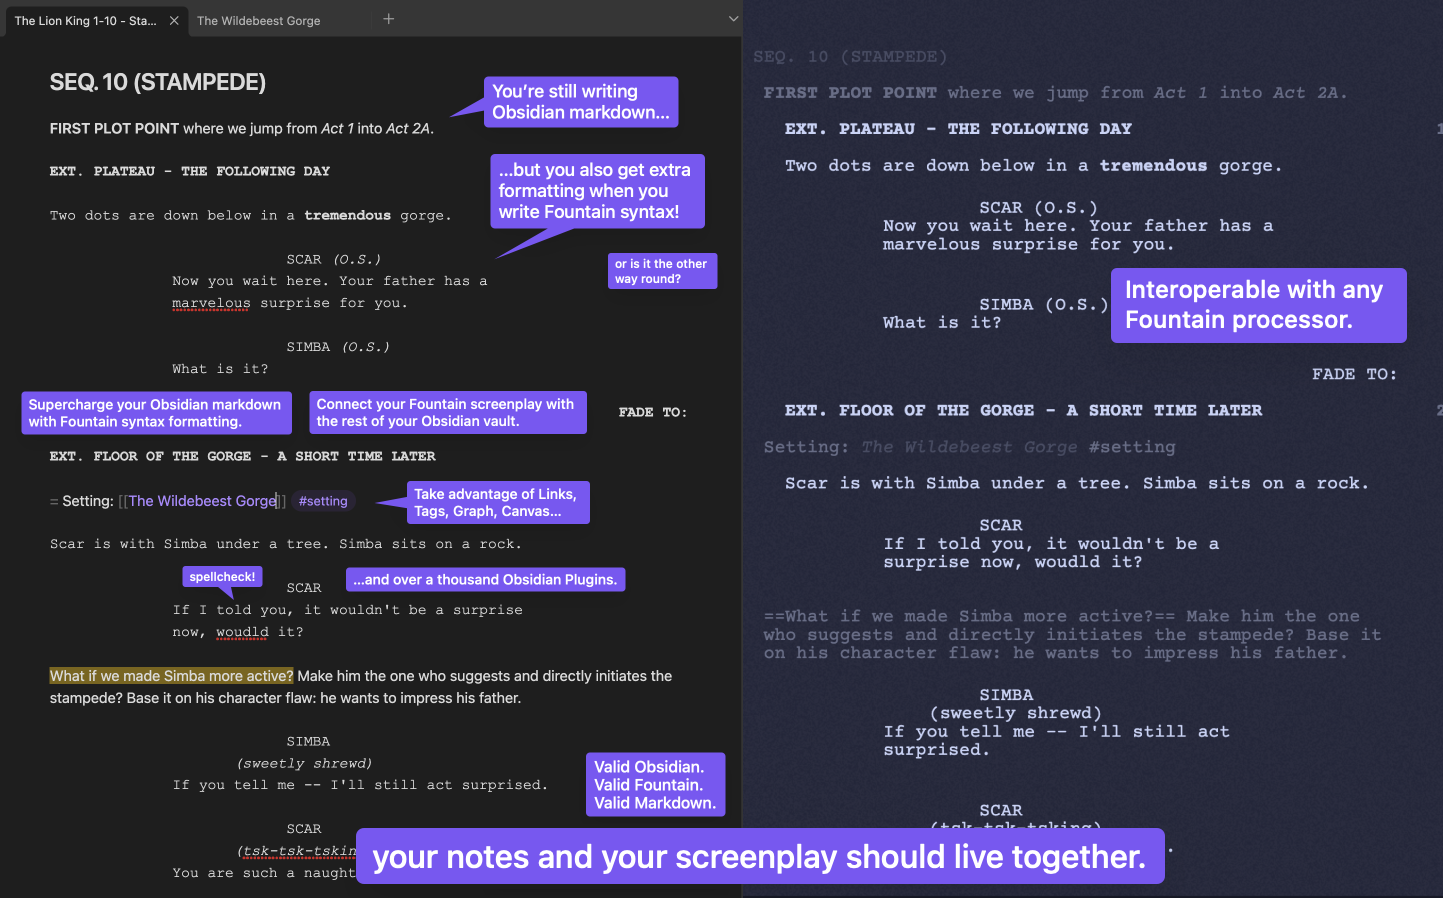 The Lion King 1-10 - Sta...
The Wildebeest Gorge
SEQ. 10 (STAMPEDE)
You're still writing
Obsidian markdown...
FIRST PLOT POINT where we jump from Act 1 into Act 2A.
...but you also get extra
formatting when you
write Fountain syntax!
EXT. PLATEAU - THE FOLLOWING DAY
Two dots are down below in a tremendous gorge.
SCAR (O.S.)
Now you wait here. Your father has a
marvelous surprise for you.
or is it the other
way round?
SIMBA (O.S.)
What is it?
Supercharge your Obsidian markdown
with Fountain syntax formatting.
Connect your Fountain screenplay with
the rest of your Obsidian vault.
FADE TO:
EXT. FLOOR OF THE GORGE - A SHORT TIME LATER
= Setting: [[The Wildebeest Gorge]] #setting
Take advantage of Links,
Tags, Graph, Canvas...
Scar is with Simba under a tree. Simba sits on a rock.
spellcheck!
...and over a thousand Obsidian Plugins.
SCAR
If I told you, it wouldn't be a surprise
now, woudld it?
What if we made Simba more active? Make him the one who suggests and directly initiates the
stampede? Base it on his character flaw: he wants to impress his father.
SIMBA
(sweetly shrewd)
If you tell me -- I'll still act surprised.
Valid Obsidian.
Valid Fountain.
Valid Markdown.
SCAR
(tsk-tsk-tskin
You are such a naught
SEQ. 10 (STAMPEDE)
FIRST PLOT POINT where we jump from Act 1 into Act 2A.
EXT. PLATEAU - THE FOLLOWING DAY
Two dots are down below in a tremendous gorge.
SCAR (O.S.)
Now you wait here. Your father has a
marvelous surprise for you.
Interoperable with any
Fountain processor.
SIMBA (O.S.)
What is it?
FADE TO:
EXT. FLOOR OF THE GORGE - A SHORT TIME LATER
Setting: The Wildebeest Gorge #setting
Scar is with Simba under a tree. Simba sits on a rock.
SCAR
If I told you, it wouldn't be a
surprise now, woudld it?
==What if we made Simba more active?== Make him the one
who suggests and directly initiates the stampede? Base it
on his character flaw: he wants to impress his father.
SIMBA
(sweetly shrewd)
If you tell me -- I'll still act
surprised.
SCAR
(tsk-tsk-tsking)
your notes and your screenplay should live together.